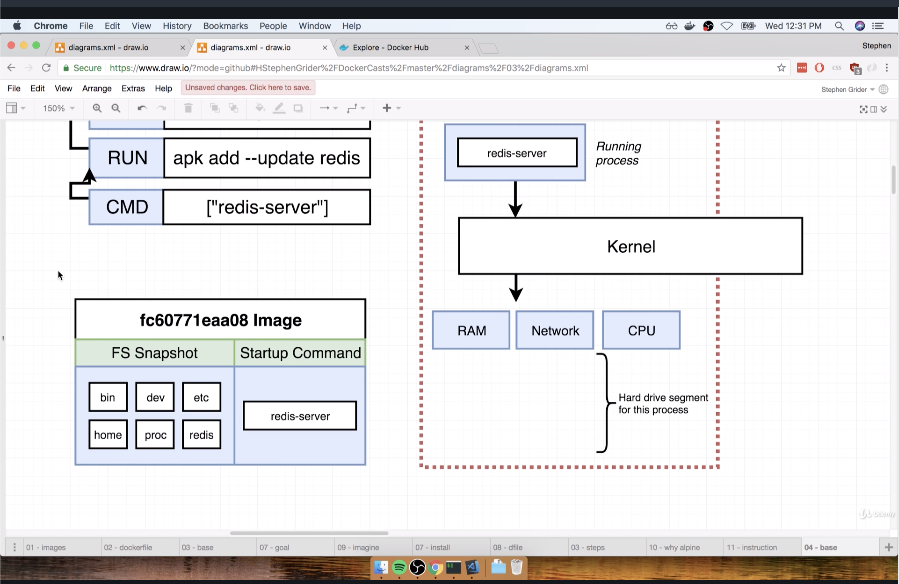 Chrome File Edit View History Bookmarks People Window Help
Wed 12:31 PM
diagrams.xml - draw.io
diagrams.xml - draw.io
Explore - Docker Hub
Stephen
Secure https://www.draw.io/?mode=github#HStephenGrider%2FDockerCasts%2Fmaster%2Fdiagrams%2F03%2Fdiagrams.xml
File Edit View Arrange Extras Help Unsaved changes. Click here to save.
Stephen Grider
150%
RUN apk add --update redis
CMD ["redis-server"]
fc60771eaa08 Image
FS Snapshot Startup Command
bin dev etc
home proc redis
redis-server
redis-server
Running
process
Kernel
RAM Network CPU
Hard drive segment
for this process
01 - images 02 - dockerfile 03 - base 07 - goal 09 - imagine 07 - install 08 - dfile 03 - steps 10 - why alpine 11 - instruction 04 - base